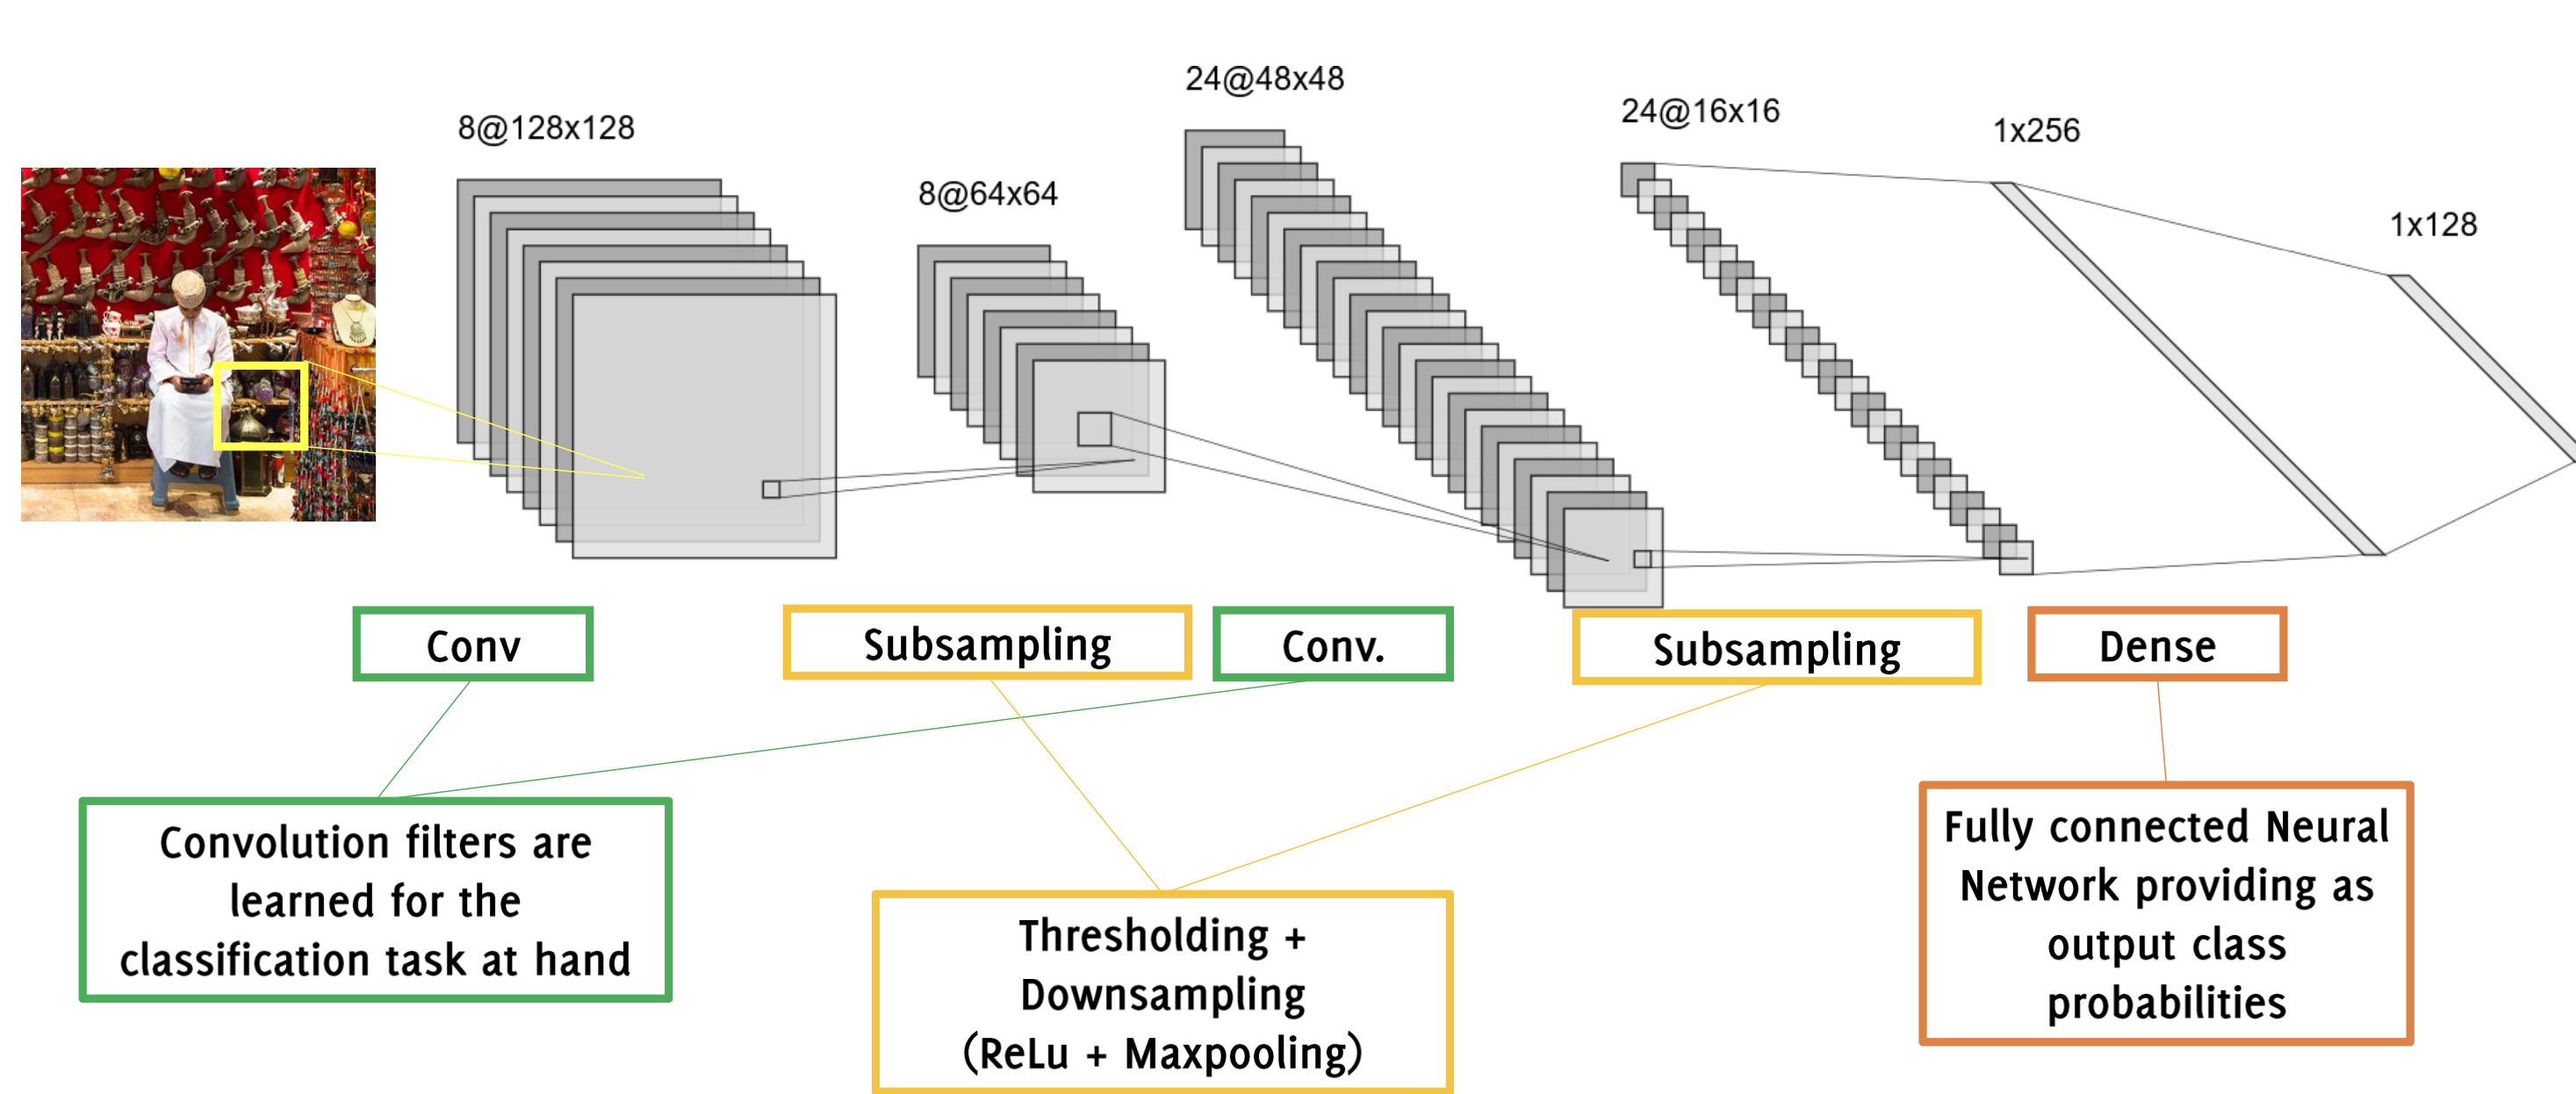 8@128x128
8@64x64
24@48x48
24@16x16
1x256
1x128
Conv
Subsampling
Conv.
Subsampling
Dense
Convolution filters are
learned for the
classification task at hand
Thresholding +
Downsampling
(ReLu + Maxpooling)
Fully connected Neural
Network providing as
output class
probabilities